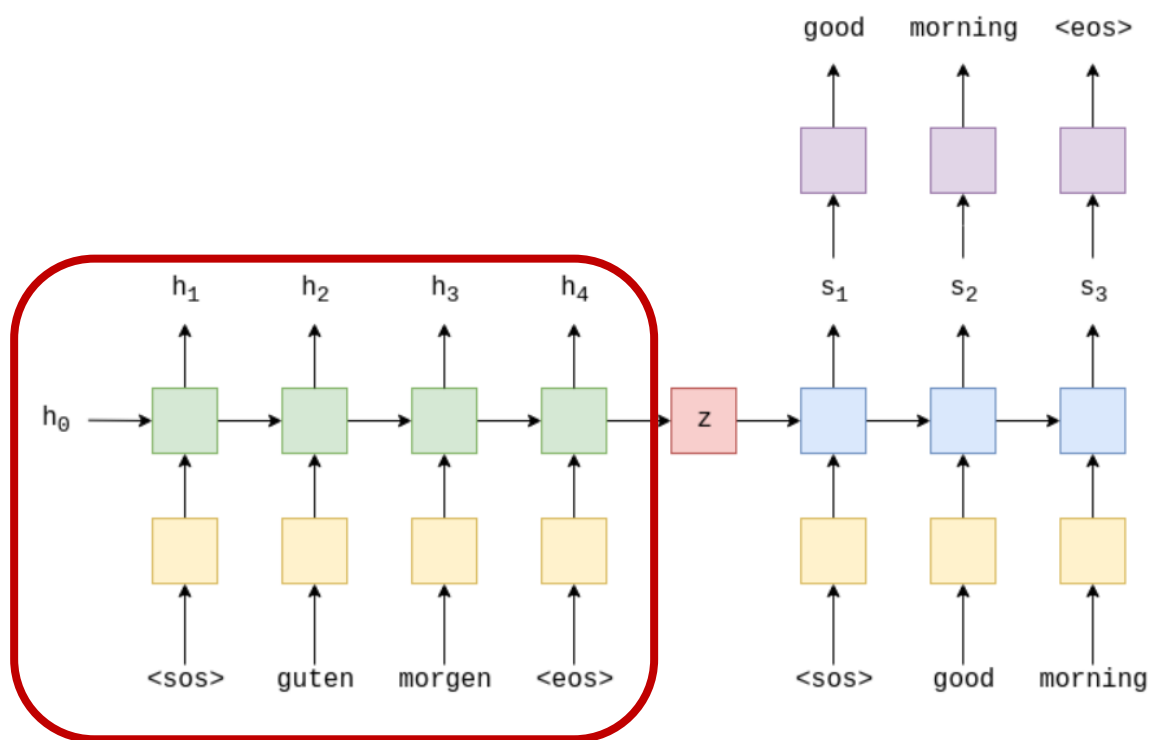 good morning <eos>
h₁ h₂ h₃ h₄ s₁ s₂ s₃
h₀ z
<sos> guten morgen <eos> <sos> good morning